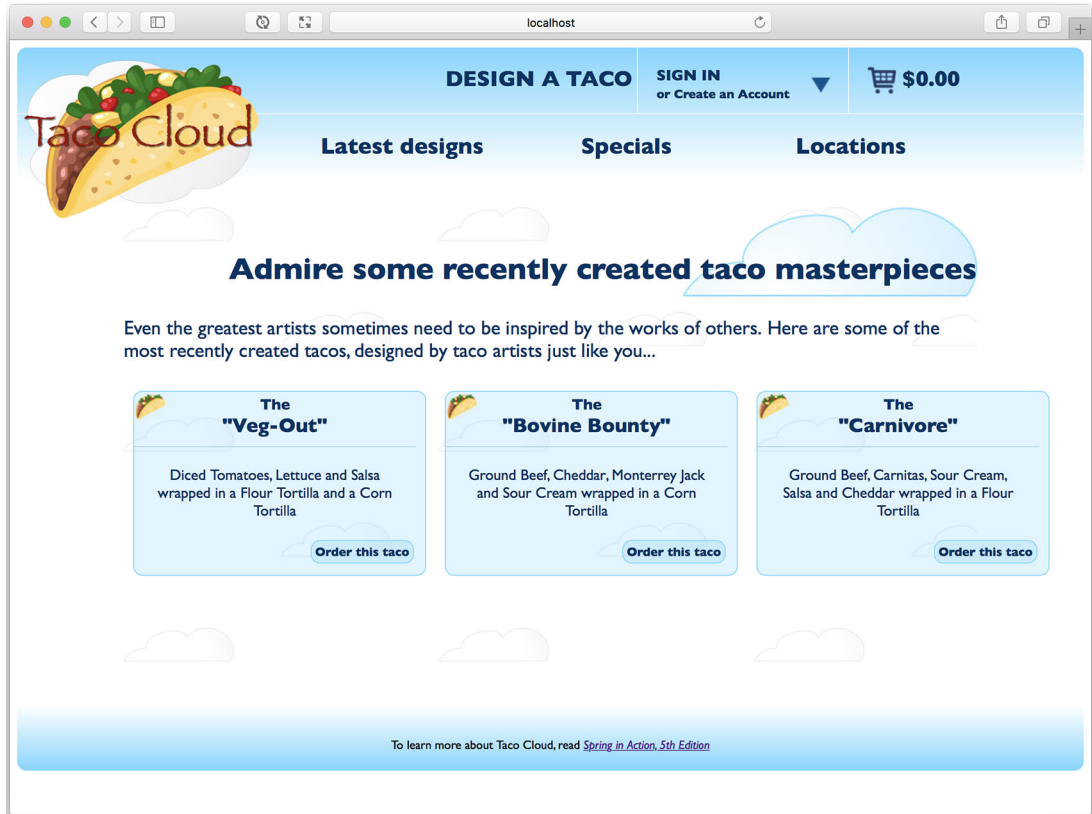 localhost
DESIGN A TACO
SIGN IN
or Create an Account
$0.00
Taco Cloud
Latest designs
Specials
Locations
Admire some recently created taco masterpieces
Even the greatest artists sometimes need to be inspired by the works of others. Here are some of the
most recently created tacos, designed by taco artists just like you...
The
"Veg-Out"
Diced Tomatoes, Lettuce and Salsa
wrapped in a Flour Tortilla and a Corn
Tortilla
Order this taco
The
"Bovine Bounty"
Ground Beef, Cheddar, Monterrey Jack
and Sour Cream wrapped in a Corn
Tortilla
Order this taco
The
"Carnivore"
Ground Beef, Carnitas, Sour Cream,
Salsa and Cheddar wrapped in a Flour
Tortilla
Order this taco
To learn more about Taco Cloud, read Spring in Action, 5th Edition